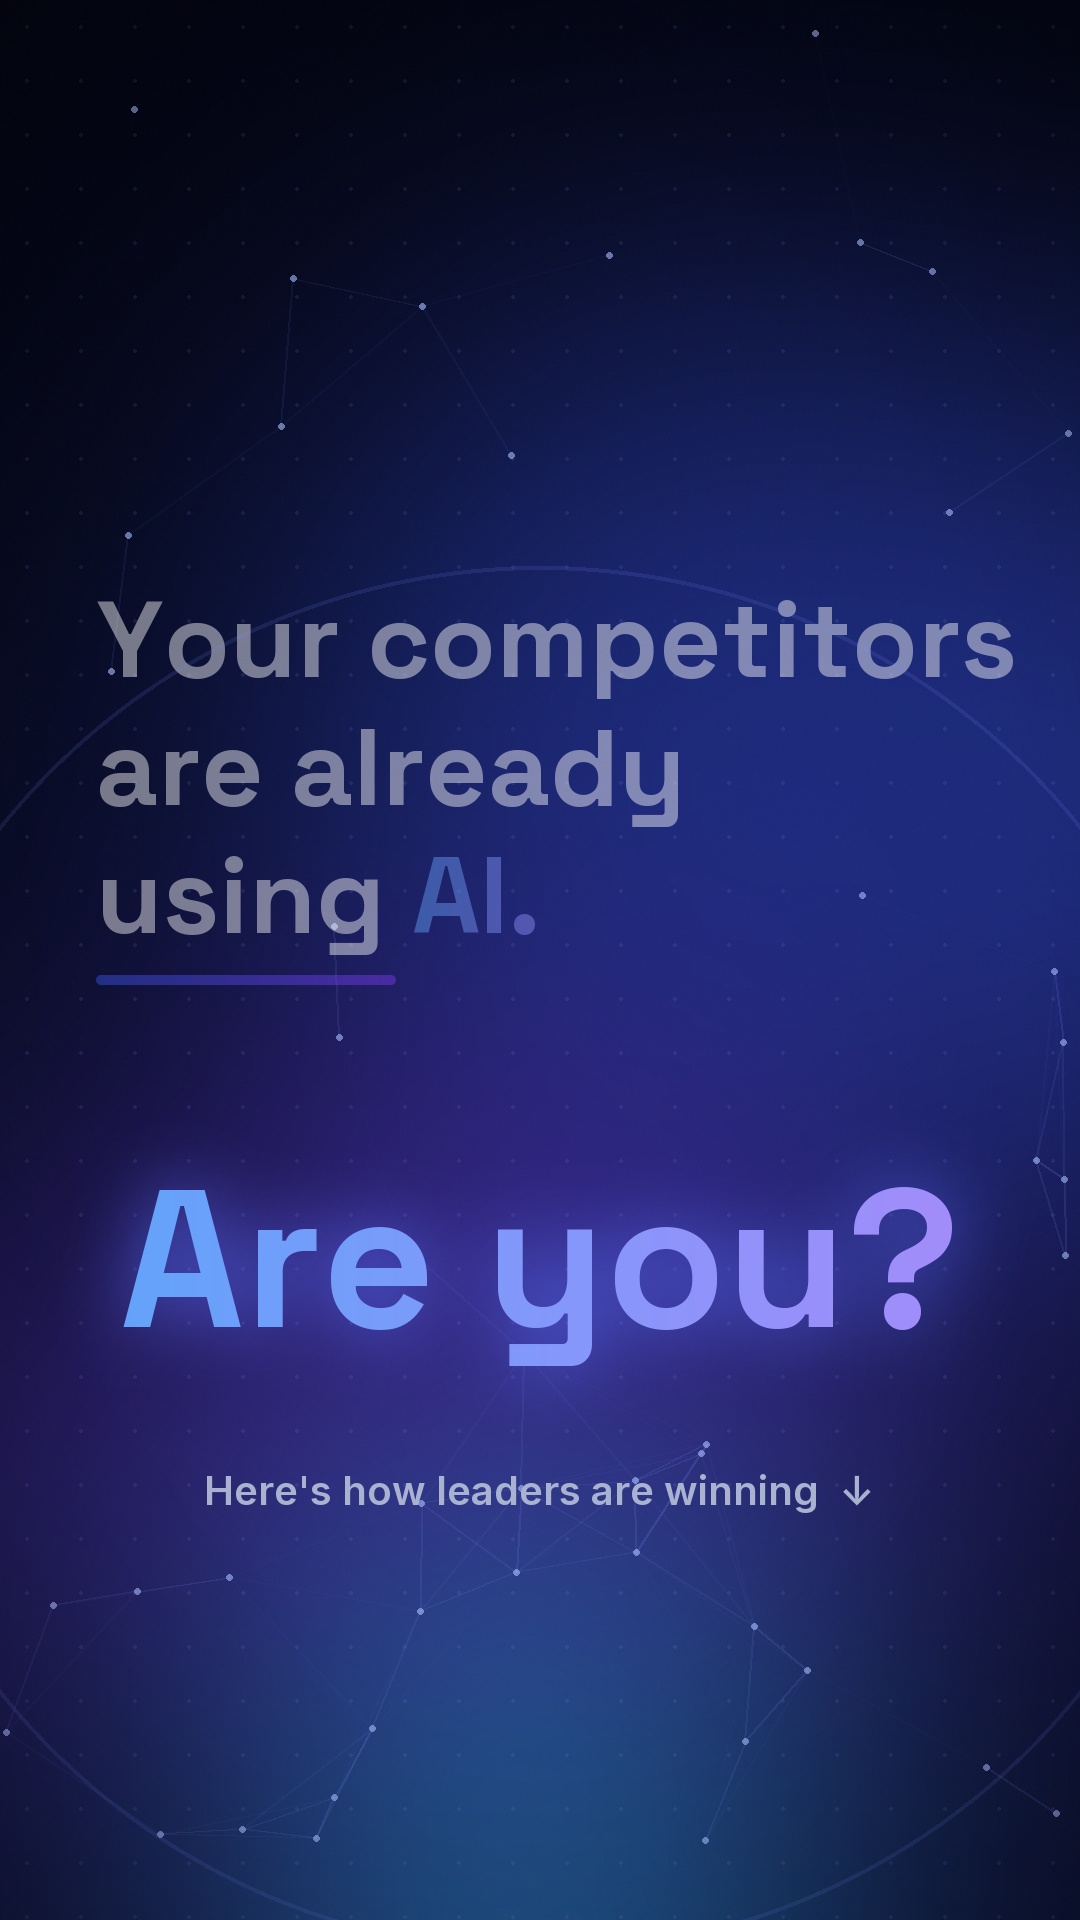 Your competitors
are already
using AI.
Are you?
Here's how leaders are winning ↓